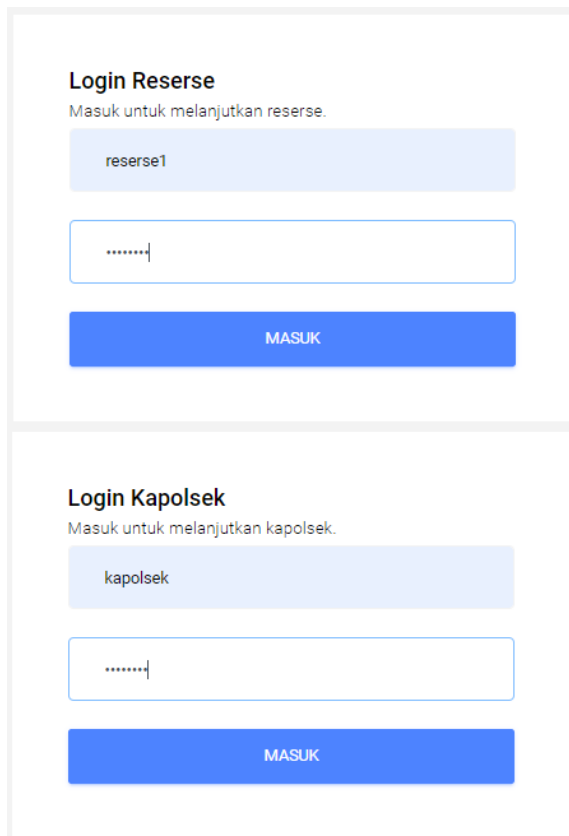 Login Reserse
Masuk untuk melanjutkan reserse.
reserse1
••••••••
MASUK
Login Kapolsek
Masuk untuk melanjutkan kapolsek.
kapolsek
••••••••
MASUK